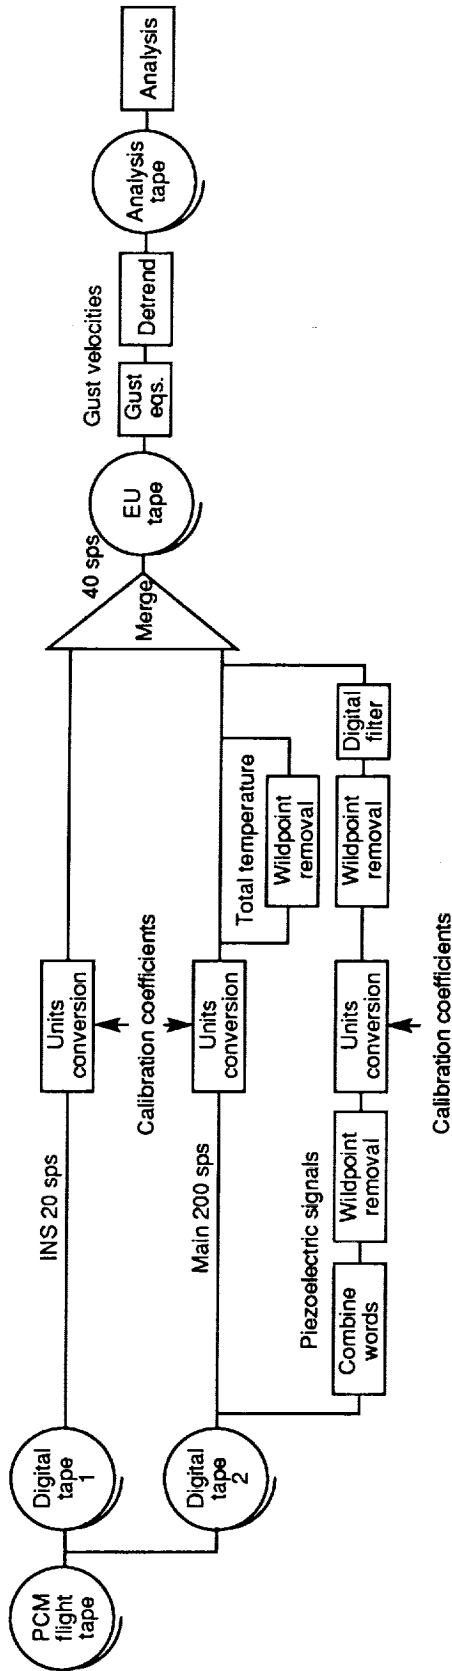 PCM
flight
tape
Digital
tape
1
Digital
tape
2
INS 20 sps
Main 200 sps
Piezoelectric signals
Combine
words
Wildpoint
removal
Units
conversion
Calibration coefficients
Units
conversion
Units
conversion
Calibration coefficients
Total temperature
Wildpoint
removal
Wildpoint
removal
Digital
filter
Merge
40 sps
EU
tape
Gust velocities
Gust
eqs.
Detrend
Analysis
tape
Analysis